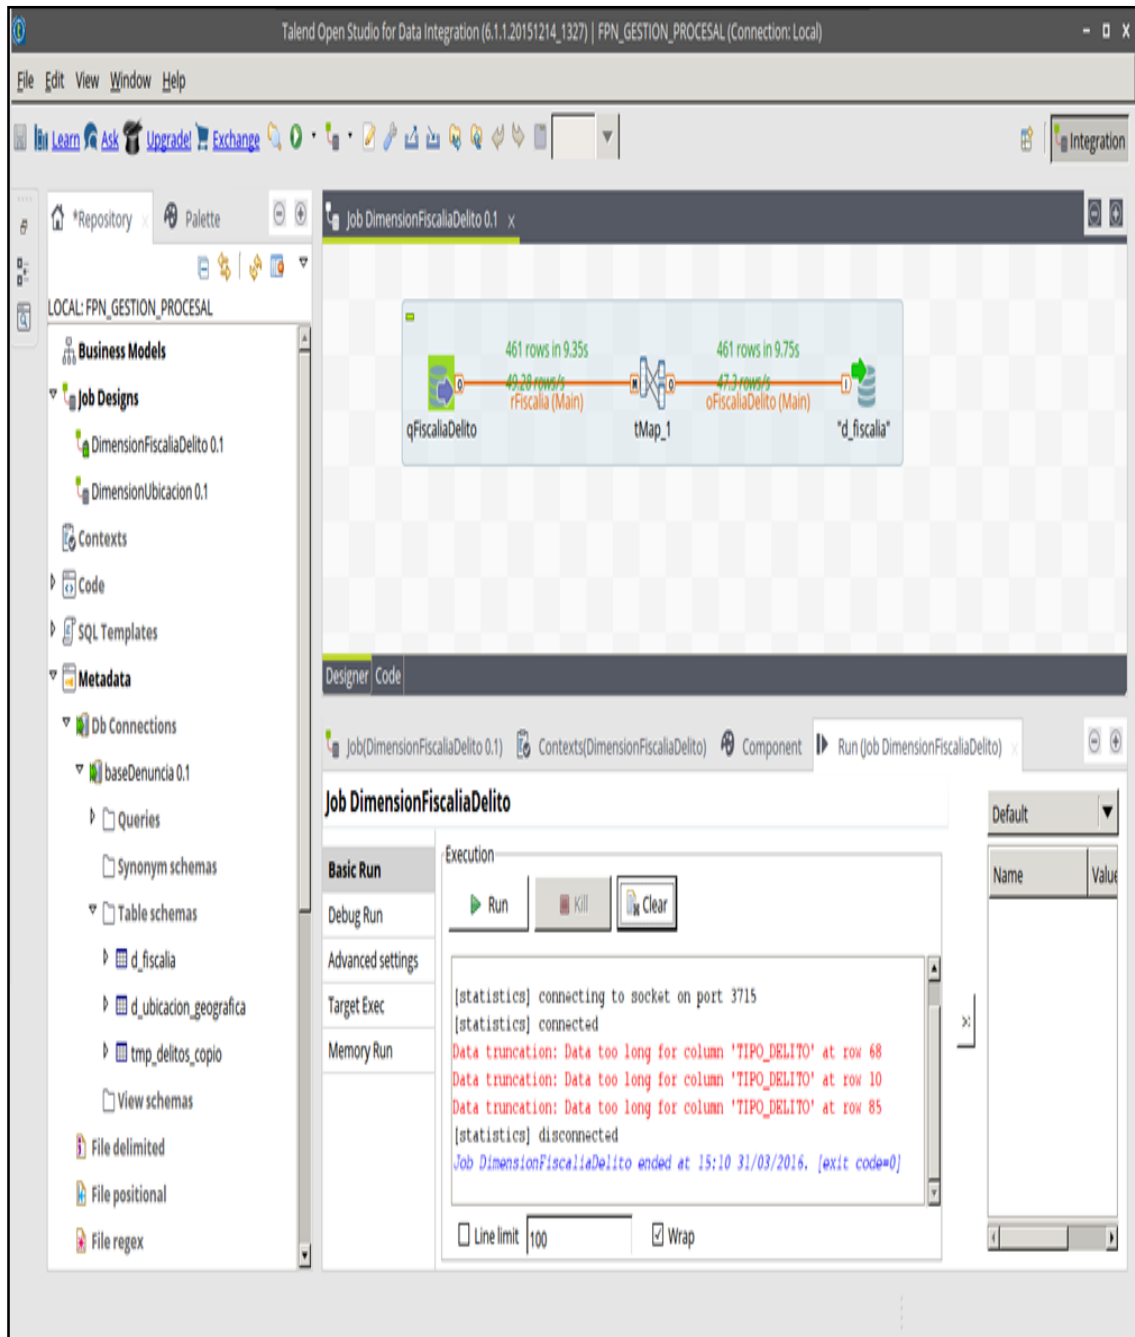 Talend Open Studio for Data Integration (6.1.1.20151214_1327) | FPN_GESTION_PROCESAL (Connection: Local)
File Edit View Window Help
Learn Ask Upgrade! Exchange
Integration
*Repository
Palette
LOCAL: FPN_GESTION_PROCESAL
Business Models
Job Designs
DimensionFiscaliaDelito 0.1
DimensionUbicacion 0.1
Contexts
Code
SQL Templates
Metadata
Db Connections
baseDenuncia 0.1
Queries
Synonym schemas
Table schemas
d_fiscalia
d_ubicacion_geografica
tmp_delitos_copio
View schemas
File delimited
File positional
File regex
Job DimensionFiscaliaDelito 0.1
461 rows in 9.35s
49.28 rows/s
rFiscalia (Main)
461 rows in 9.75s
47.3 rows/s
oFiscaliaDelito (Main)
qFiscaliaDelito
tMap_1
"d_fiscalia"
Designer Code
Job(DimensionFiscaliaDelito 0.1) Contexts(DimensionFiscaliaDelito) Component Run (Job DimensionFiscaliaDelito)
Job DimensionFiscaliaDelito
Basic Run
Debug Run
Advanced settings
Target Exec
Memory Run
Execution
Run
Kill
Clear
[statistics] connecting to socket on port 3715
[statistics] connected
Data truncation: Data too long for column 'TIPO_DELITO' at row 68
Data truncation: Data too long for column 'TIPO_DELITO' at row 10
Data truncation: Data too long for column 'TIPO_DELITO' at row 85
[statistics] disconnected
Job DimensionFiscaliaDelito ended at 15:10 31/03/2016. [exit code=0]
Line limit 100
Wrap
Default
Name Value